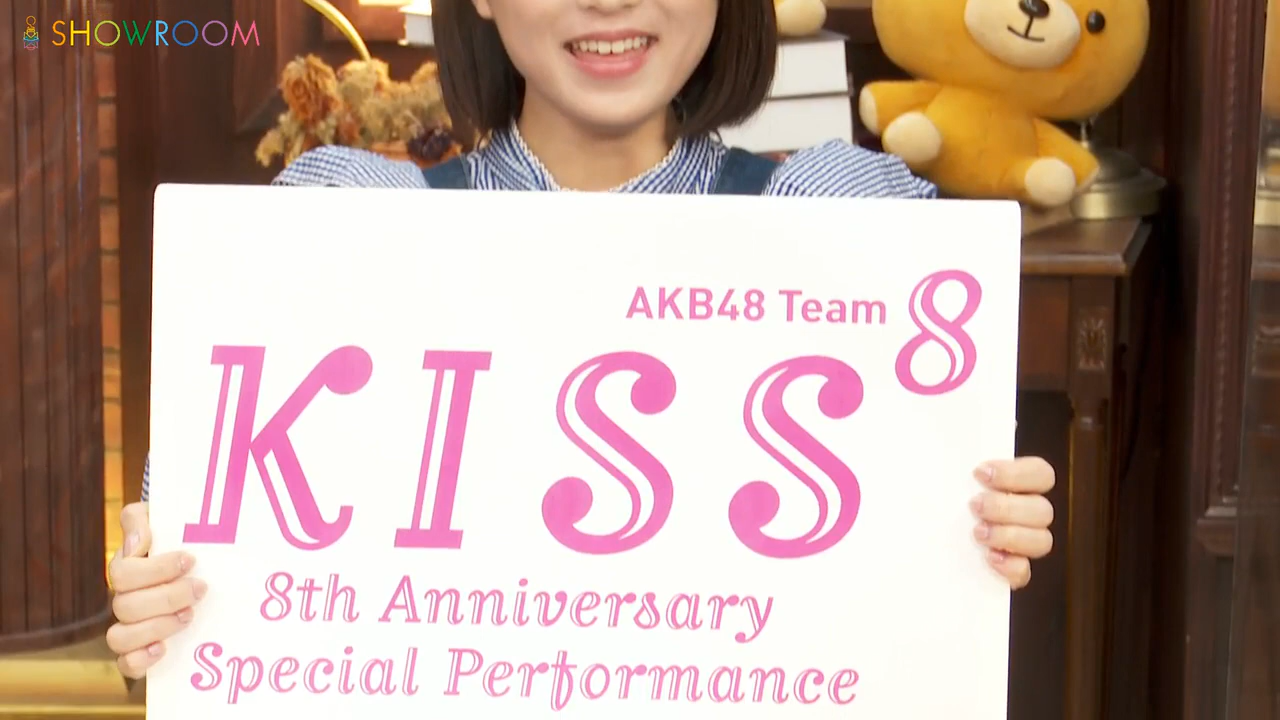 SHOWROOM
AKB48 Team 8
KISS
8th Anniversary
Special Performance